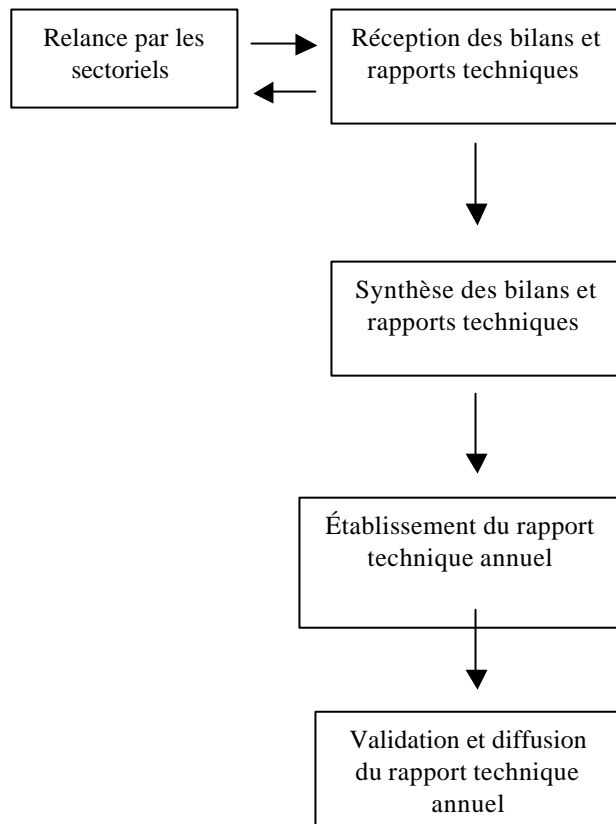 Relance par les
sectoriels
Réception des bilans et
rapports techniques
Synthèse des bilans et
rapports techniques
Établissement du rapport
technique annuel
Validation et diffusion
du rapport technique
annuel